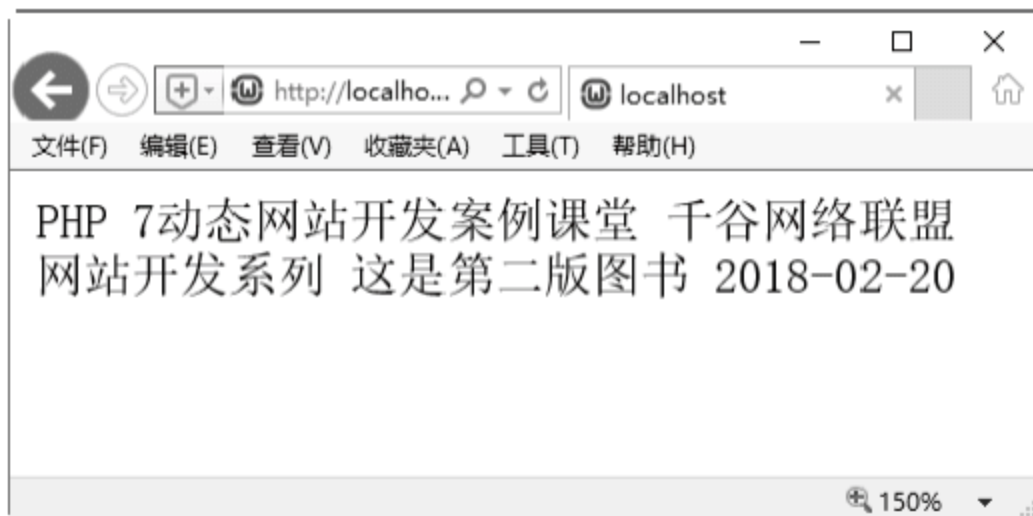 http://localho...
localhost
文件(F) 编辑(E) 查看(V) 收藏夹(A) 工具(T) 帮助(H)
PHP 7动态网站开发案例课堂 千谷网络联盟
网站开发系列 这是第二版图书 2018-02-20
150%